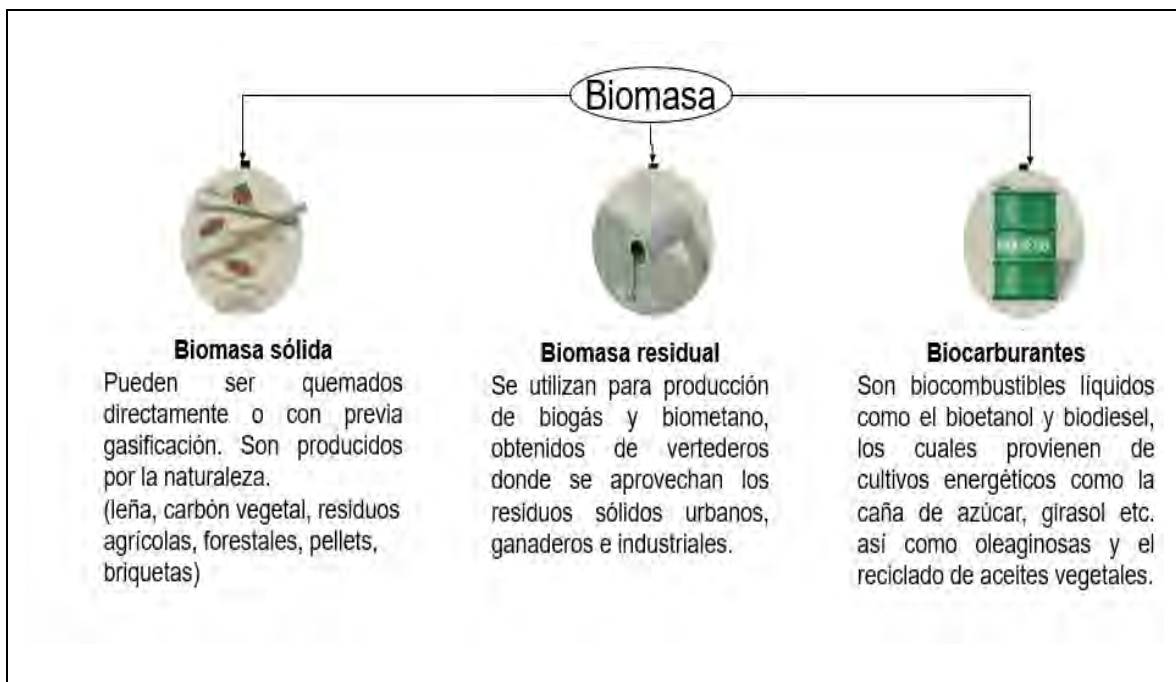 Biomasa
Biomasa sólida
Pueden ser quemados
directamente o con previa
gasificación. Son producidos
por la naturaleza.
(leña, carbón vegetal, residuos
agrícolas, forestales, pellets,
briquetas)
Biomasa residual
Se utilizan para producción
de biogás y biometano,
obtenidos de vertederos
donde se aprovechan los
residuos sólidos urbanos,
ganaderos e industriales.
Biocarburantes
Son biocombustibles líquidos
como el bioetanol y biodiesel,
los cuales provienen de
cultivos energéticos como la
caña de azúcar, girasol etc.
así como oleaginosas y el
reciclado de aceites vegetales.